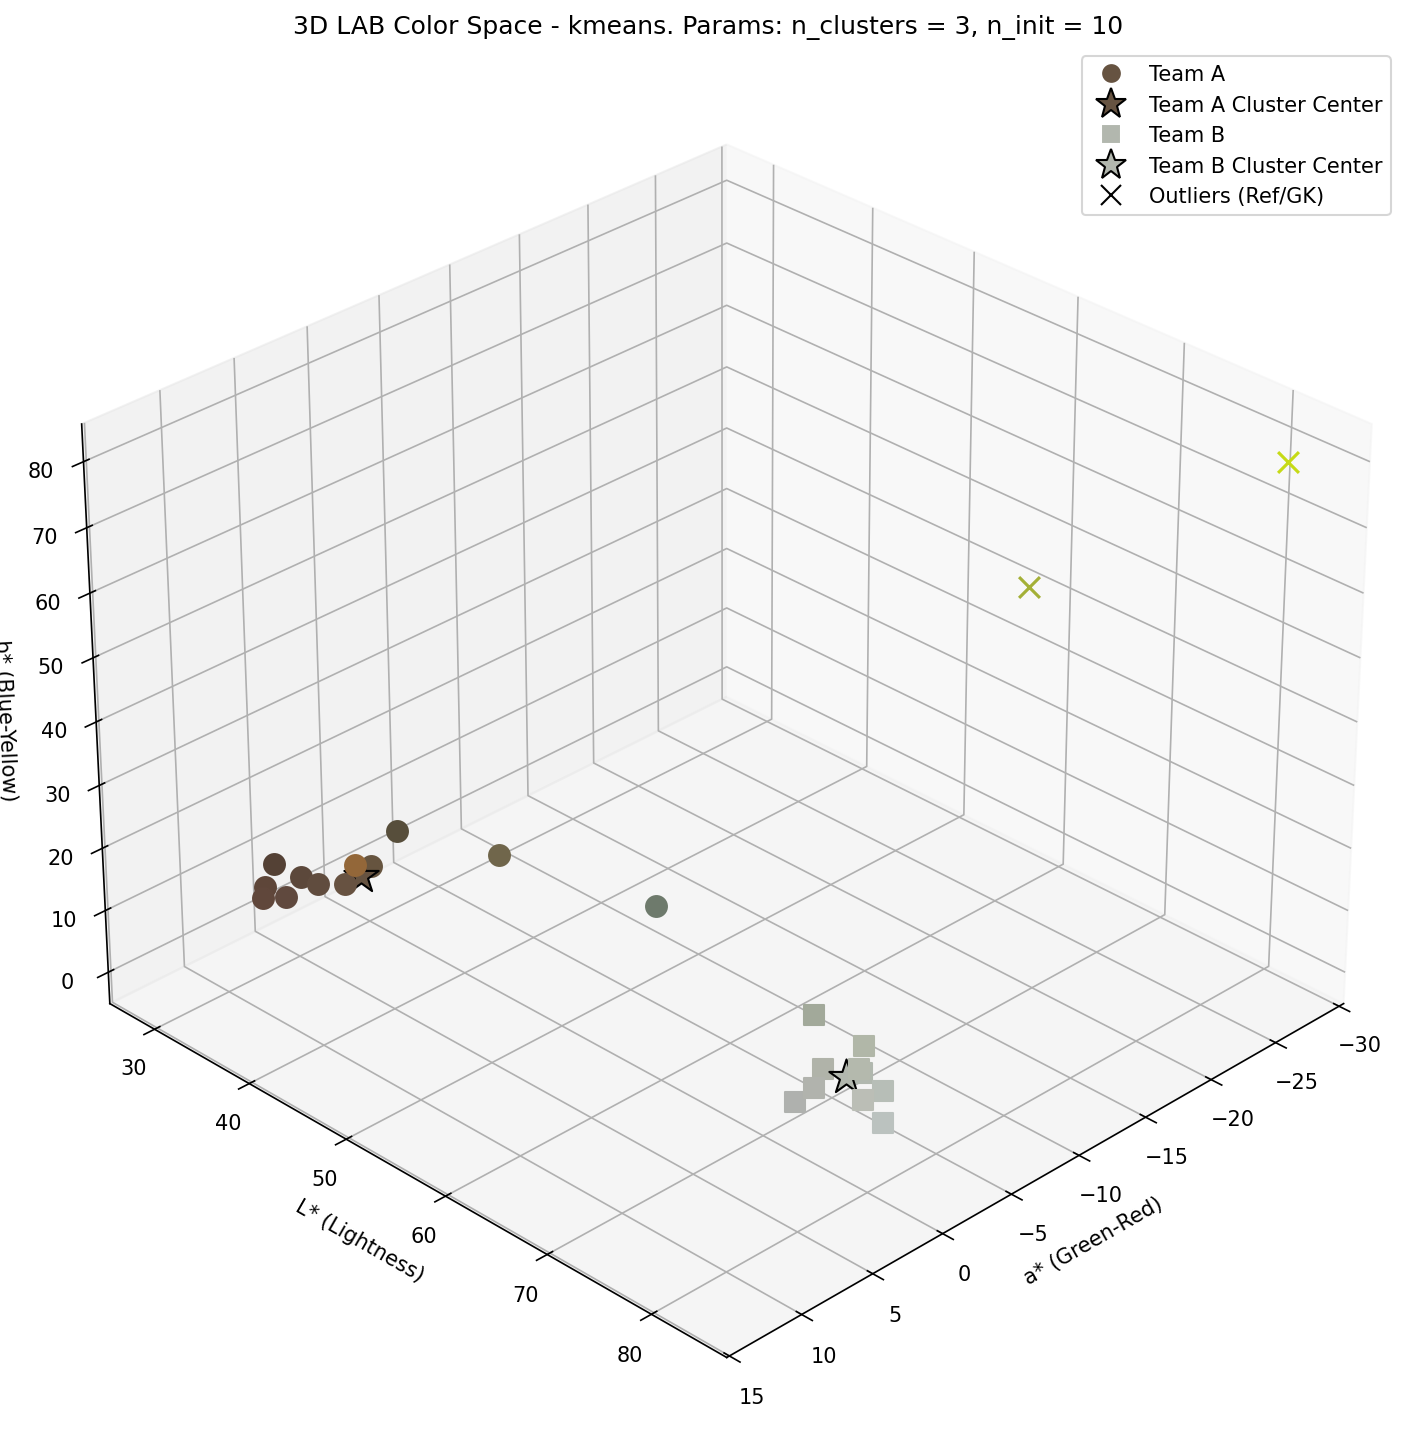 3D LAB Color Space - kmeans. Params: n_clusters = 3, n_init = 10
Team A
Team A Cluster Center
Team B
Team B Cluster Center
Outliers (Ref/GK)
80
70
60
50
40
30
20
10
0
b* (Blue-Yellow)
30
40
50
60
70
80
L* (Lightness)
−30
−25
−20
−15
−10
−5
0
5
10
15
a* (Green-Red)